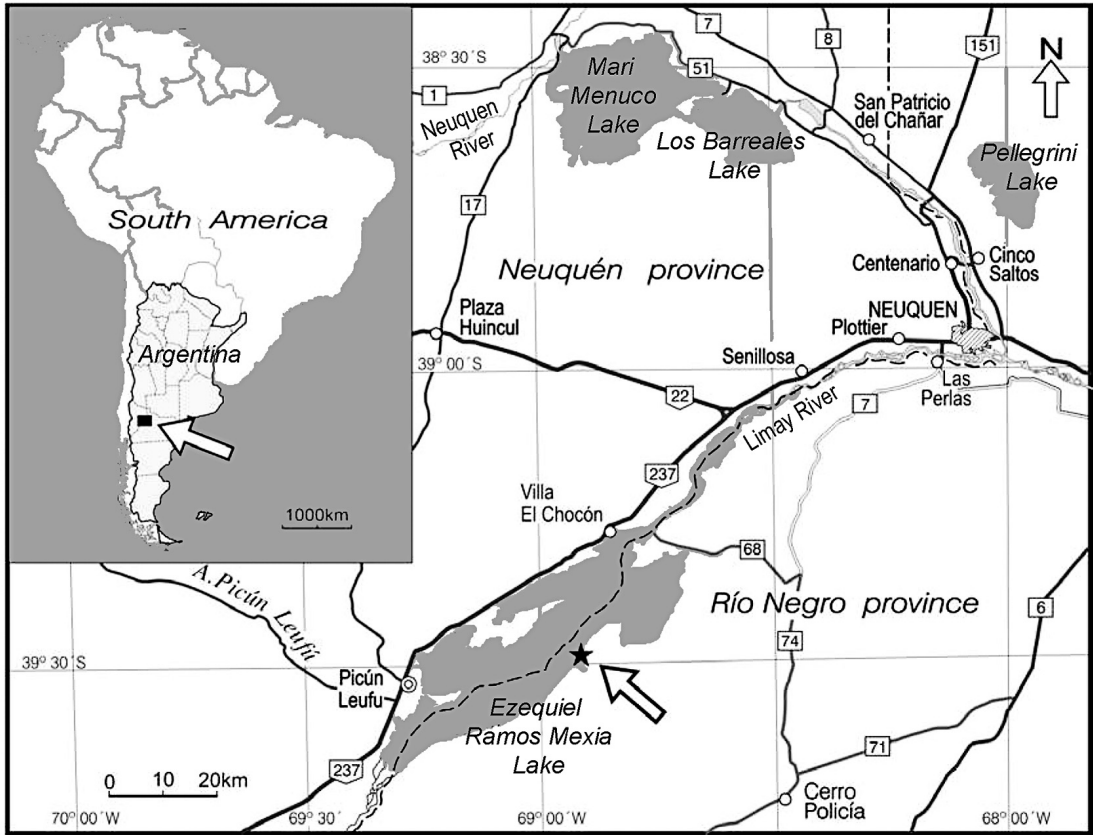 South America
Argentina
1000km
38° 30´ S
7
8
151
N
51
Mari
Menuco
Lake
1
Neuquen
River
San Patricio
del Chañar
Los Barreales
Lake
Pellegrini
Lake
17
Neuquén province
Centenario
Cinco
Saltos
Plaza
Huincul
NEUQUEN
Plottier
Senillosa
39° 00´ S
Las
Perlas
22
Limay River
7
237
Villa
El Chocón
68
A. Picún Leufú
Río Negro province
6
74
39° 30´ S
Picún
Leufu
Ezequiel
Ramos Mexia
Lake
71
0 10 20km
237
Cerro
Policía
70° 00´ W
69° 30´
69° 00´ W
68° 00´ W